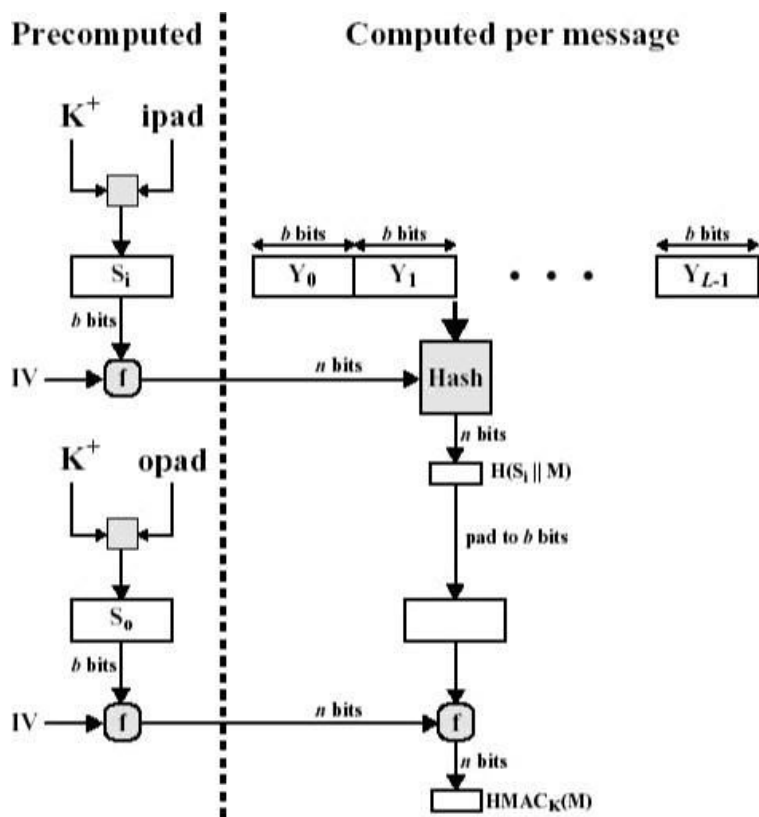 Precomputed
Computed per message
K+ ipad
b bits b bits b bits
Si
Y0 Y1 • • • YL-1
b bits
IV f n bits Hash
n bits
K+ opad
H(Si || M)
pad to b bits
So
b bits
IV f n bits f
n bits
HMACK(M)